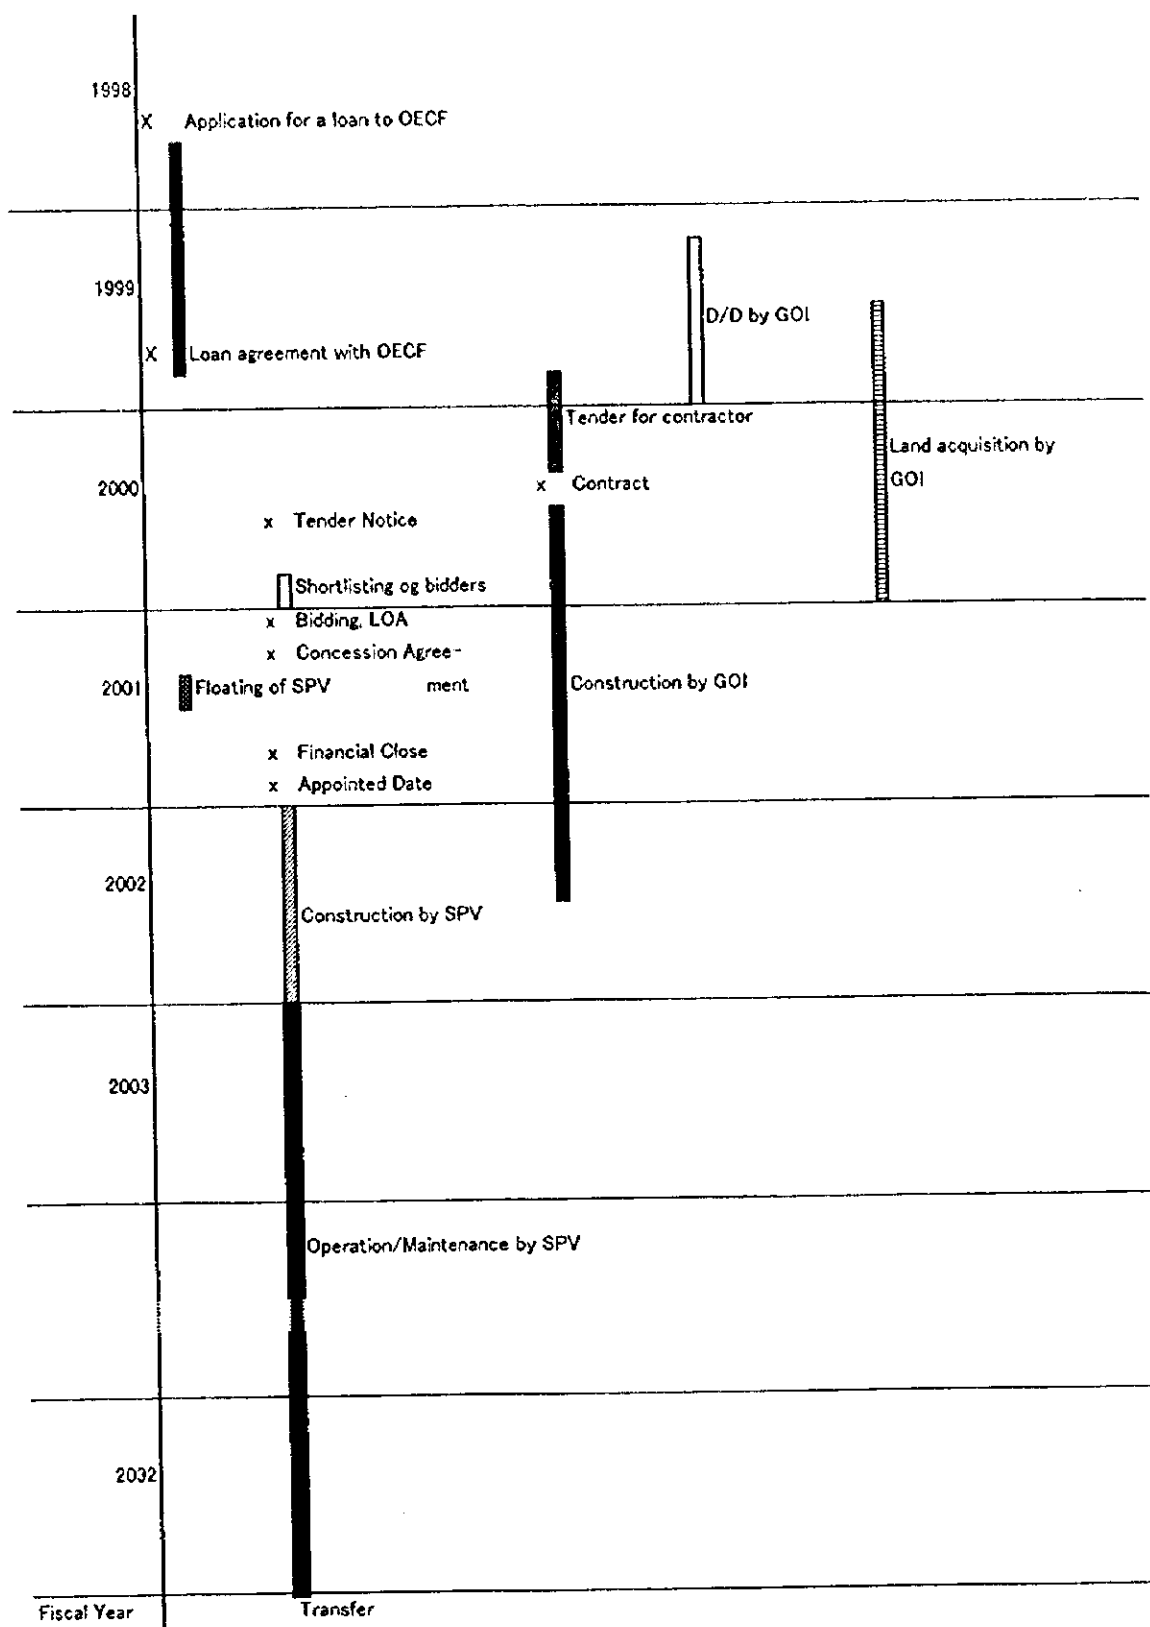 1998
x Application for a loan to OECF
1999
D/D by GOI
x Loan agreement with OECF
Tender for contractor
Land acquisition by
GOI
2000
x Contract
x Tender Notice
Shortlisting og bidders
x Bidding, LOA
x Concession Agree-
2001
Floating of SPV ment
Construction by GOI
x Financial Close
x Appointed Date
2002
Construction by SPV
2003
Operation/Maintenance by SPV
2032
Fiscal Year
Transfer